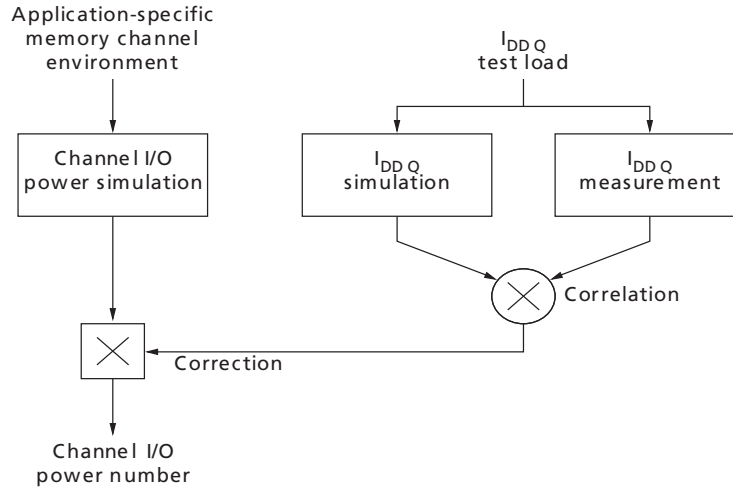 Application-specific
memory channel
environment
I_DD Q
test load
Channel I/O
power simulation
I_DD Q
simulation
I_DD Q
measurement
Correlation
Correction
Channel I/O
power number